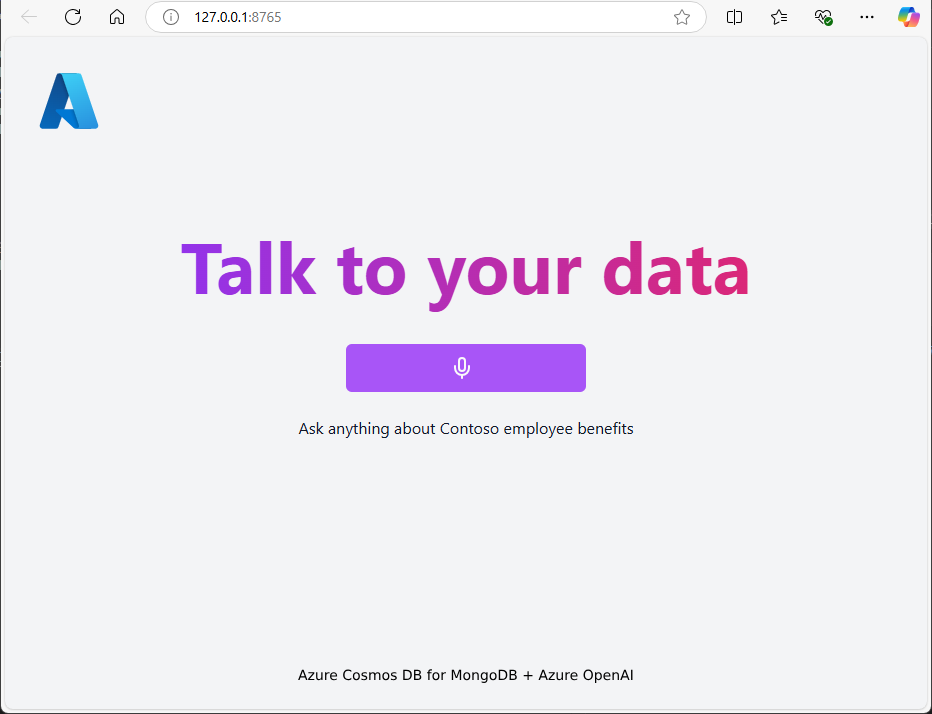 127.0.0.1:8765
Talk to your data
Ask anything about Contoso employee benefits
Azure Cosmos DB for MongoDB + Azure OpenAI